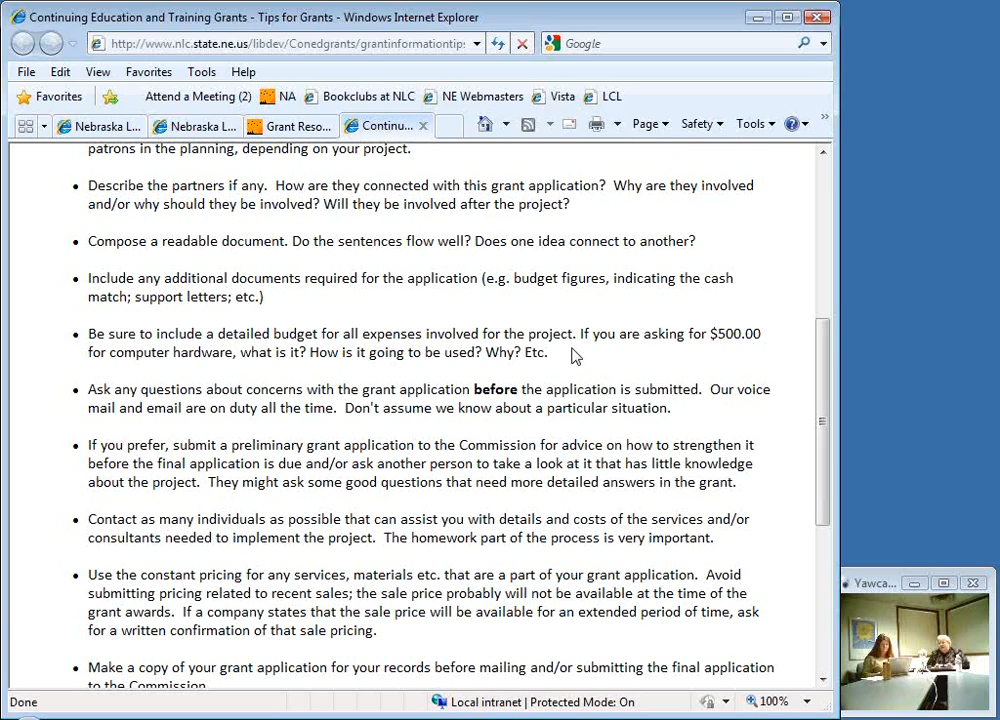 Continuing Education and Training Grants - Tips for Grants - Windows Internet Explorer
http://www.nlc.state.ne.us/libdev/Conedgrants/grantinformationtip:
Google
File Edit View Favorites Tools Help
Favorites Attend a Meeting (2) NA Bookclubs at NLC NE Webmasters Vista LCL
Nebraska L... Nebraska L... Grant Reso... Continu... Page Safety Tools
patrons in the planning, depending on your project.
• Describe the partners if any. How are they connected with this grant application? Why are they involved
and/or why should they be involved? Will they be involved after the project?
• Compose a readable document. Do the sentences flow well? Does one idea connect to another?
• Include any additional documents required for the application (e.g. budget figures, indicating the cash
match; support letters; etc.)
• Be sure to include a detailed budget for all expenses involved for the project. If you are asking for $500.00
for computer hardware, what is it? How is it going to be used? Why? Etc.
• Ask any questions about concerns with the grant application before the application is submitted. Our voice
mail and email are on duty all the time. Don't assume we know about a particular situation.
• If you prefer, submit a preliminary grant application to the Commission for advice on how to strengthen it
before the final application is due and/or ask another person to take a look at it that has little knowledge
about the project. They might ask some good questions that need more detailed answers in the grant.
• Contact as many individuals as possible that can assist you with details and costs of the services and/or
consultants needed to implement the project. The homework part of the process is very important.
• Use the constant pricing for any services, materials etc. that are a part of your grant application. Avoid
submitting pricing related to recent sales; the sale price probably will not be available at the time of the
grant awards. If a company states that the sale price will be available for an extended period of time, ask
for a written confirmation of that sale pricing.
• Make a copy of your grant application for your records before mailing and/or submitting the final application
to the Commission.
Yawca...
Done Local intranet | Protected Mode: On 100%